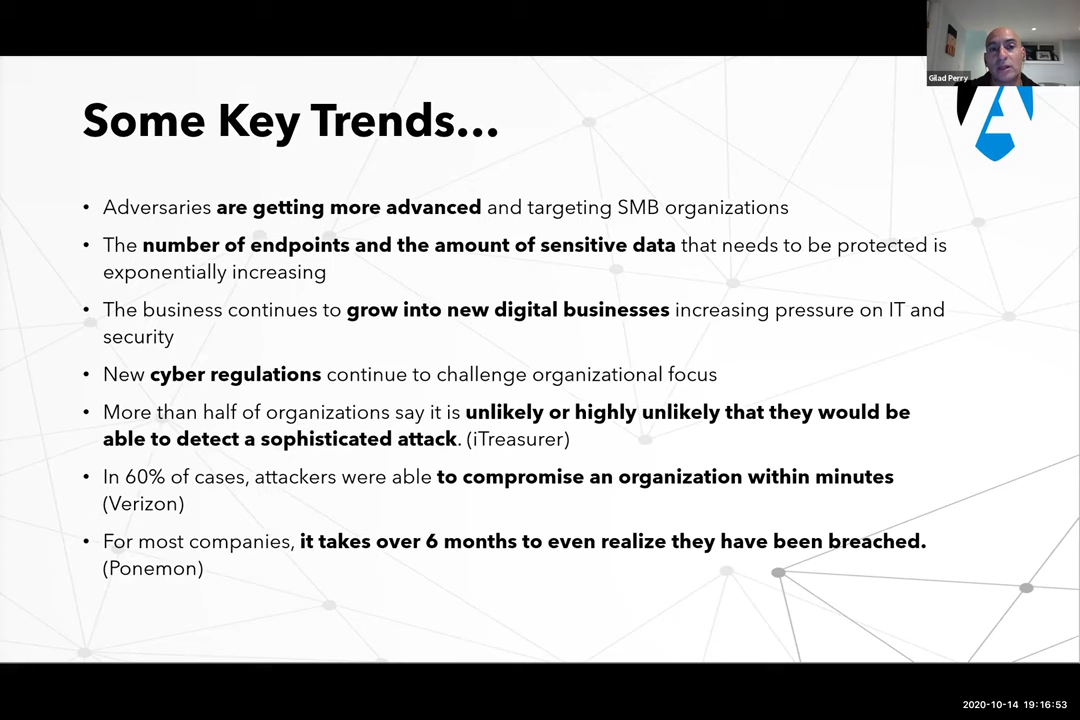 Gilad Perry
Some Key Trends...
• Adversaries are getting more advanced and targeting SMB organizations
• The number of endpoints and the amount of sensitive data that needs to be protected is
exponentially increasing
• The business continues to grow into new digital businesses increasing pressure on IT and
security
• New cyber regulations continue to challenge organizational focus
• More than half of organizations say it is unlikely or highly unlikely that they would be
able to detect a sophisticated attack. (iTreasurer)
• In 60% of cases, attackers were able to compromise an organization within minutes
(Verizon)
• For most companies, it takes over 6 months to even realize they have been breached.
(Ponemon)
2020-10-14 19:16:53